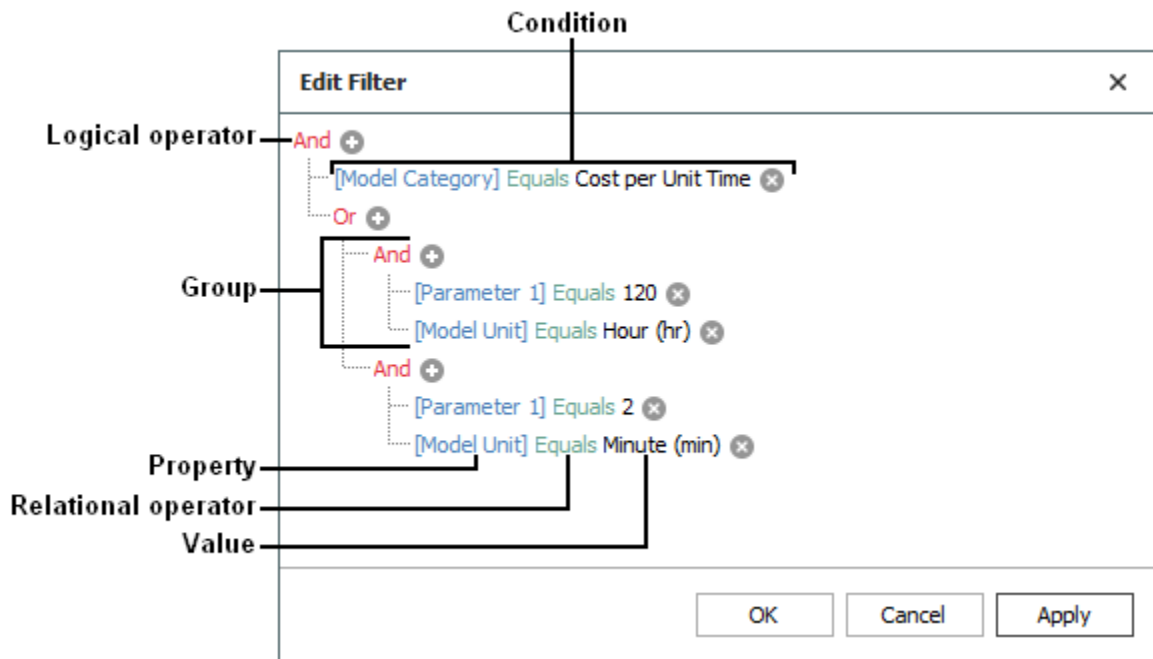 Condition
Edit Filter
Logical operator And
[Model Category] Equals Cost per Unit Time
Or
And
Group
[Parameter 1] Equals 120
[Model Unit] Equals Hour (hr)
And
[Parameter 1] Equals 2
[Model Unit] Equals Minute (min)
Property
Relational operator
Value
OK Cancel Apply